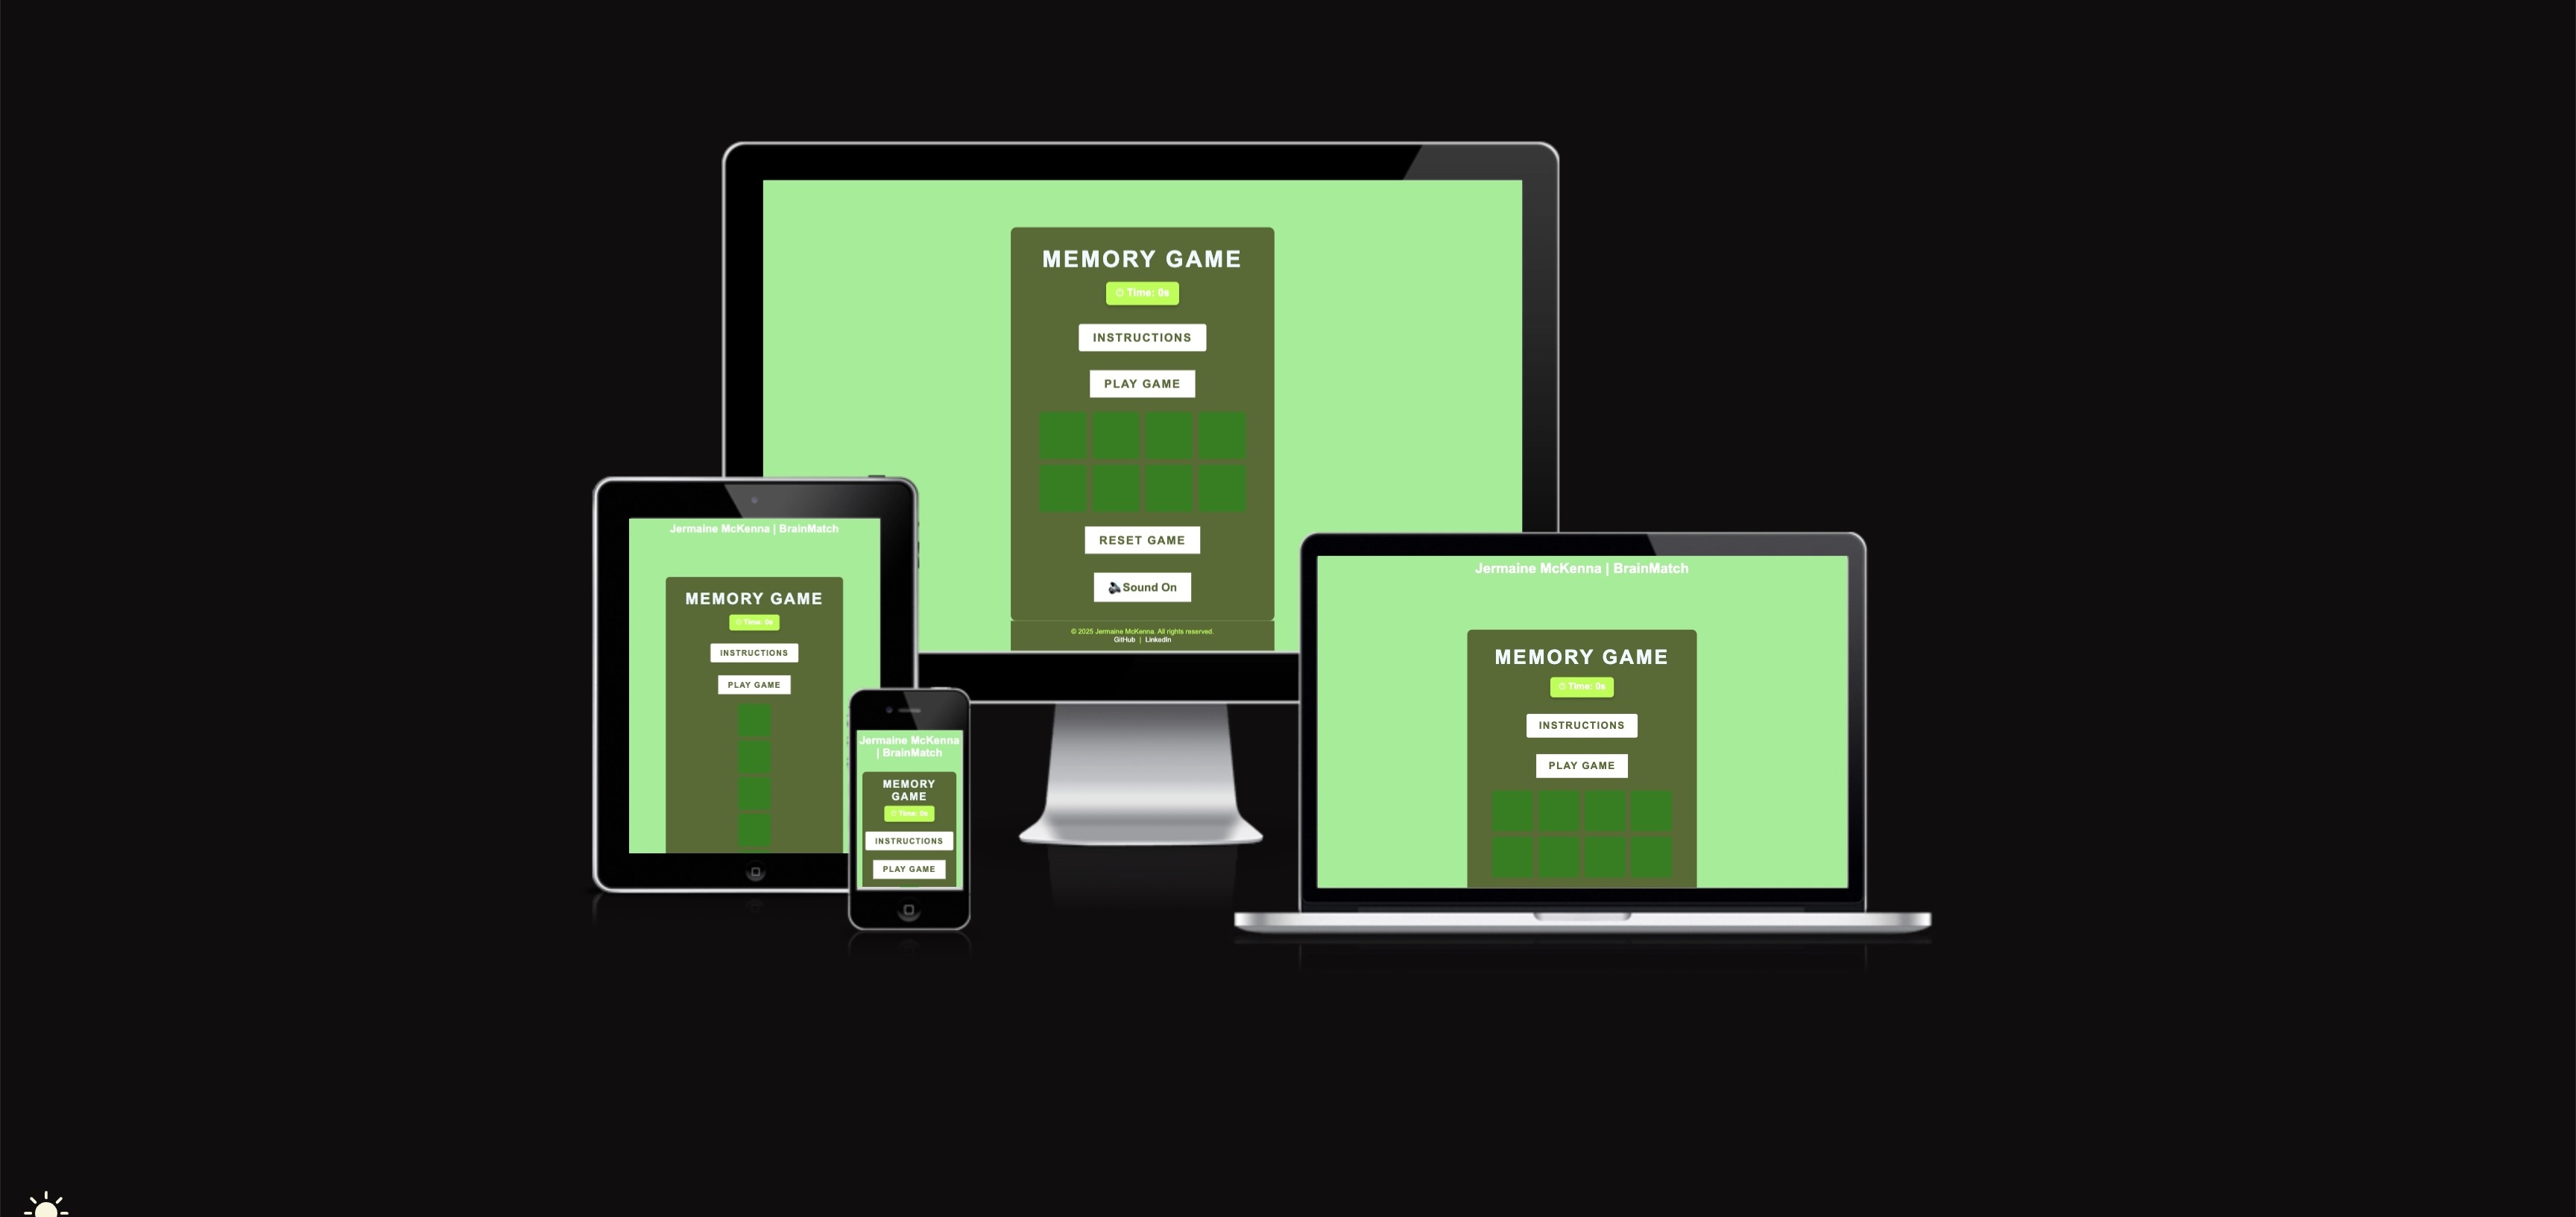 MEMORY GAME
Time: 0s
INSTRUCTIONS
PLAY GAME
RESET GAME
Sound On
© 2025 Jermaine McKenna. All rights reserved.
GitHub | LinkedIn
Jermaine McKenna | BrainMatch
MEMORY GAME
Time: 0s
INSTRUCTIONS
PLAY GAME
Jermaine McKenna
| BrainMatch
MEMORY
GAME
Time: 0s
INSTRUCTIONS
PLAY GAME
Jermaine McKenna | BrainMatch
MEMORY GAME
Time: 0s
INSTRUCTIONS
PLAY GAME